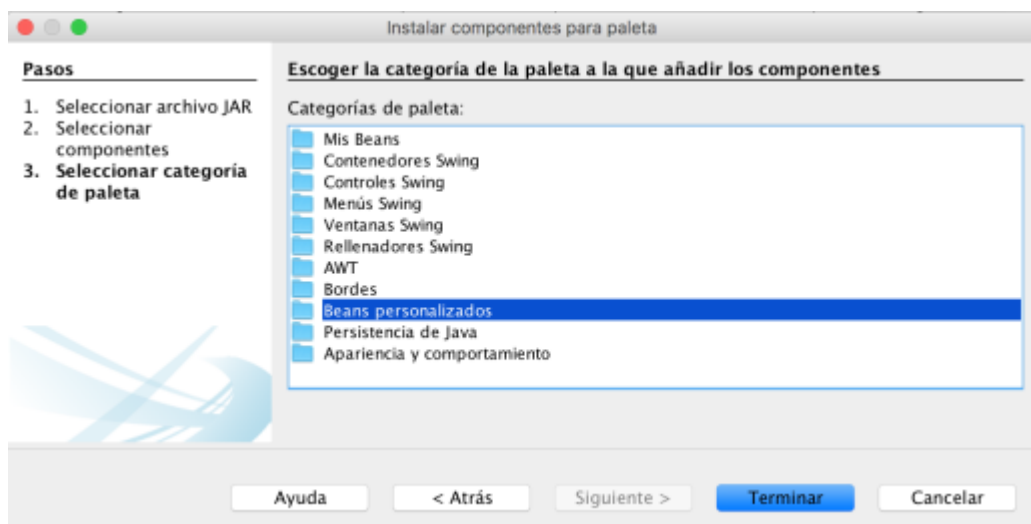 Instalar componentes para paleta
Pasos
1. Seleccionar archivo JAR
2. Seleccionar
componentes
3. Seleccionar categoría
de paleta
Escoger la categoría de la paleta a la que añadir los componentes
Categorías de paleta:
Mis Beans
Contenedores Swing
Controles Swing
Menús Swing
Ventanas Swing
Rellenadores Swing
AWT
Bordes
Beans personalizados
Persistencia de Java
Apariencia y comportamiento
Ayuda
< Atrás
Siguiente >
Terminar
Cancelar